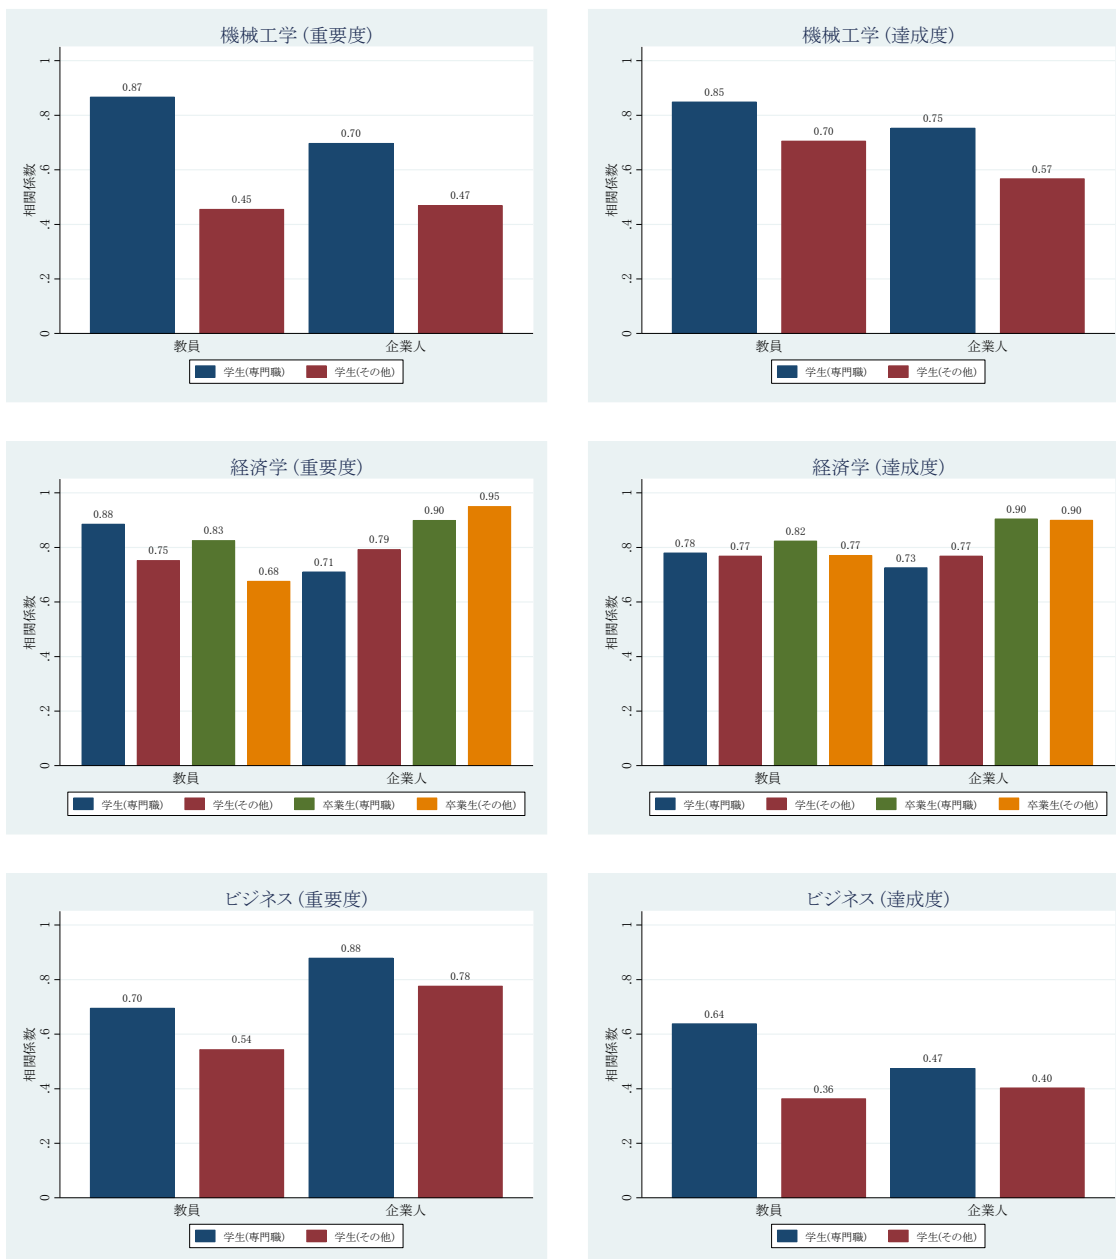 機械工学 (重要度)
相関係数
0 .2 .4 .6 .8 1
0.87
0.45
0.70
0.47
教員 企業人
学生(専門職) 学生(その他)
機械工学 (達成度)
相関係数
0 .2 .4 .6 .8 1
0.85
0.70
0.75
0.57
教員 企業人
学生(専門職) 学生(その他)
経済学 (重要度)
相関係数
0 .2 .4 .6 .8 1
0.88
0.75
0.83
0.68
0.71
0.79
0.90
0.95
教員 企業人
学生(専門職) 学生(その他) 卒業生(専門職) 卒業生(その他)
経済学 (達成度)
相関係数
0 .2 .4 .6 .8 1
0.78
0.77
0.82
0.77
0.73
0.77
0.90
0.90
教員 企業人
学生(専門職) 学生(その他) 卒業生(専門職) 卒業生(その他)
ビジネス (重要度)
相関係数
0 .2 .4 .6 .8 1
0.70
0.54
0.88
0.78
教員 企業人
学生(専門職) 学生(その他)
ビジネス (達成度)
相関係数
0 .2 .4 .6 .8 1
0.64
0.36
0.47
0.40
教員 企業人
学生(専門職) 学生(その他)